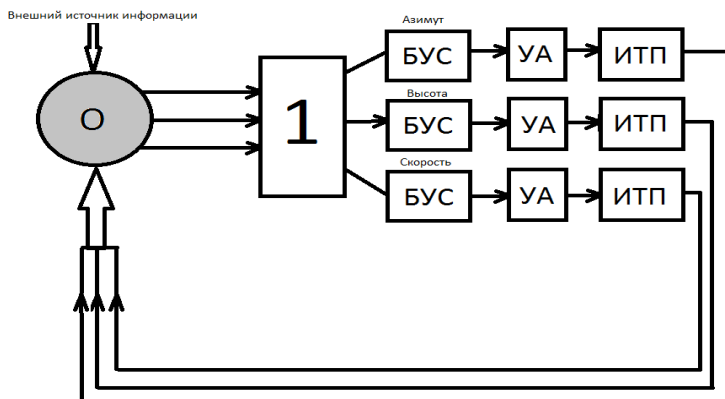 Внешний источник информации
О
1
Азимут
БУС
УА
ИТП
Высота
БУС
УА
ИТП
Скорость
БУС
УА
ИТП